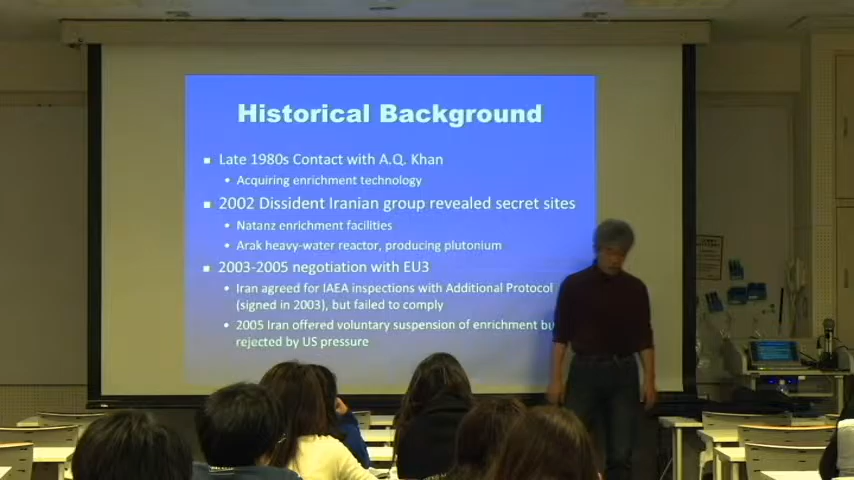 Historical Background
Late 1980s Contact with A.Q. Khan
Acquiring enrichment technology
2002 Dissident Iranian group revealed secret sites
Natanz enrichment facilities
Arak heavy-water reactor, producing plutonium
2003-2005 negotiation with EU3
Iran agreed for IAEA inspections with Additional Protocol
(signed in 2003), but failed to comply
2005 Iran offered voluntary suspension of enrichment bu
rejected by US pressure